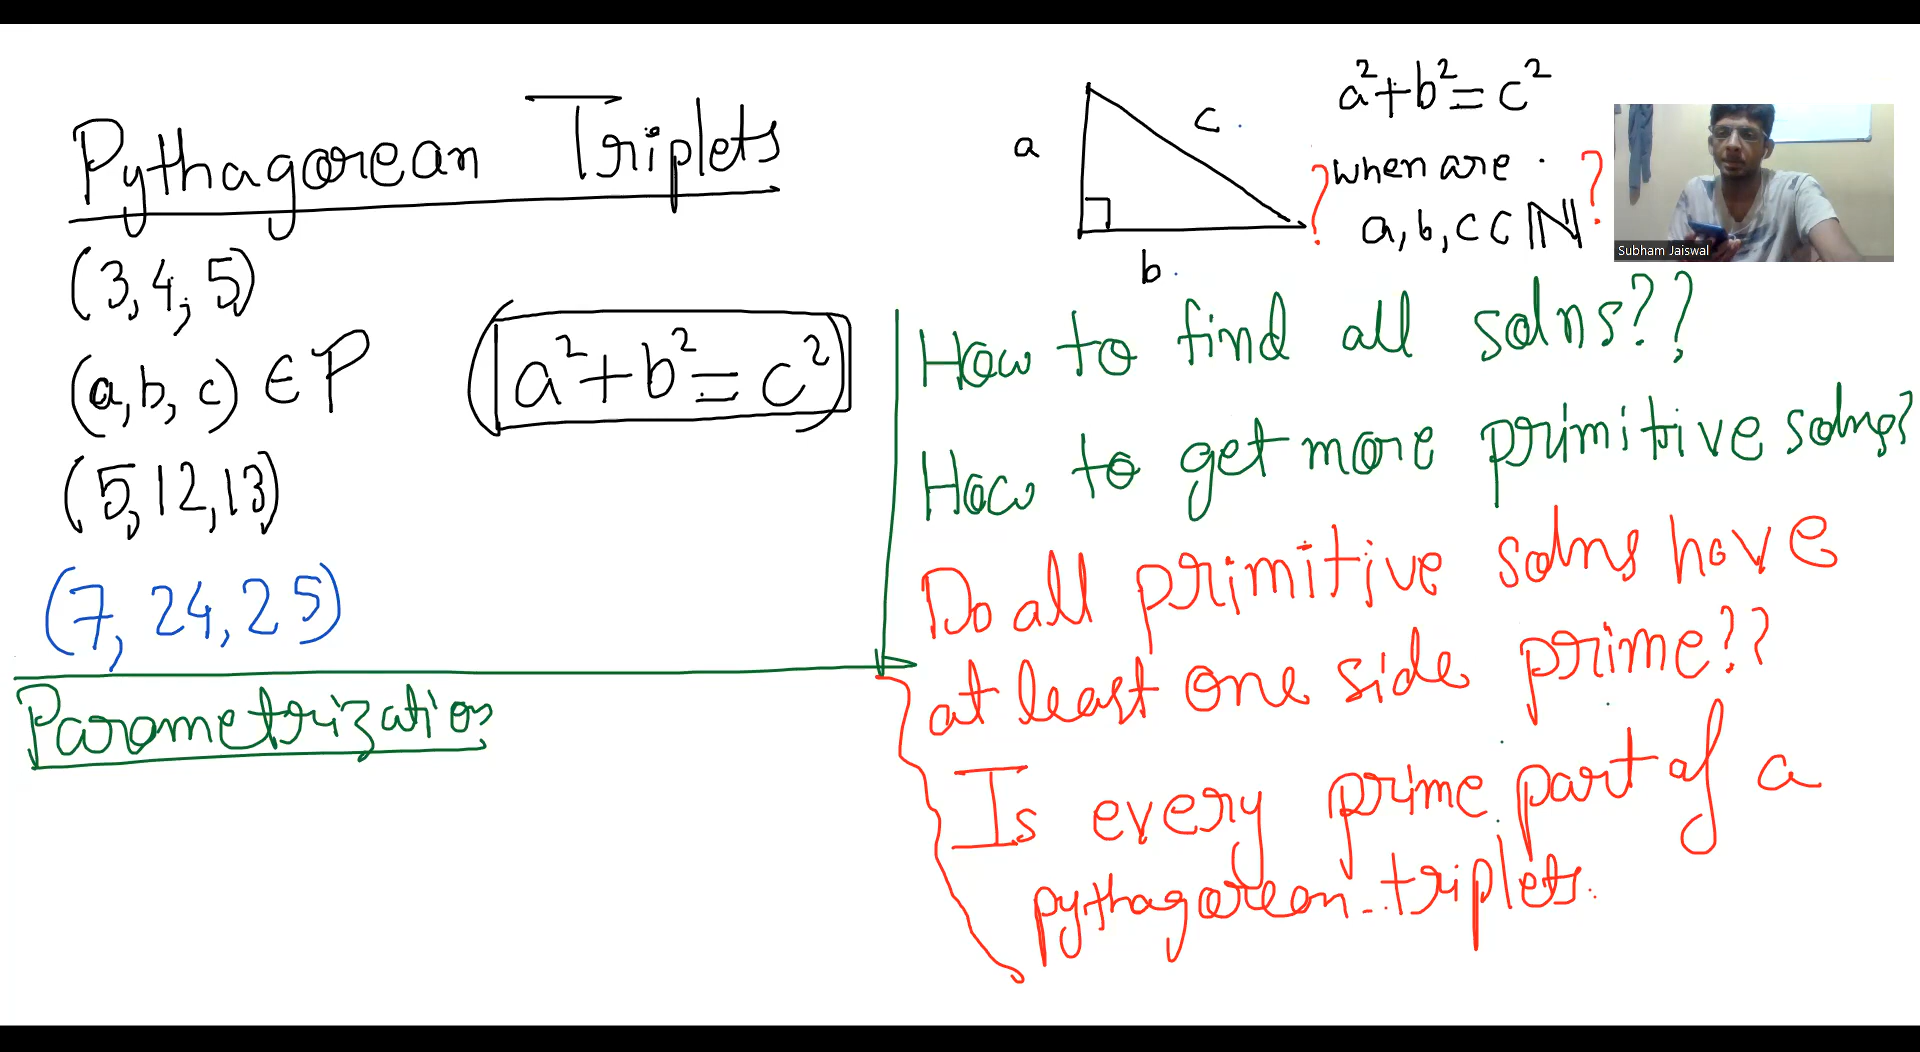 Pythagorean Triplets
(3, 4, 5)
(a, b, c) ∈ P
(a² + b² = c²)
(5, 12, 13)
(7, 24, 25)
Parametrization
a
c
b
a² + b² = c²
? when are ?
a, b, c ⊂ ℕ
Subham Jaiswal
How to find all solns??
How to get more primitive solns?
Do all primitive solns have
at least one side prime??
Is every prime part of a
pythagorean triplets.